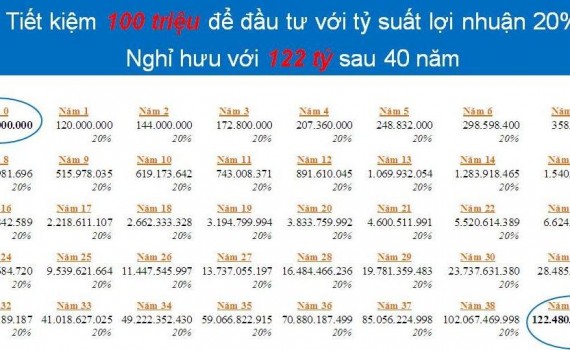 Tiết kiệm 100 triệu để đầu tư với tỷ suất lợi nhuận 20%
Nghỉ hưu với 122 tỷ sau 40 năm
0 Năm 1 Năm 2 Năm 3 Năm 4 Năm 5 Năm 6 Năm
000.000 120.000.000 144.000.000 172.800.000 207.360.000 248.832.000 298.598.400 358.
20% 20% 20% 20% 20% 20%
8 Năm 9 Năm 10 Năm 11 Năm 12 Năm 13 Năm 14 Năm
981.696 515.978.035 619.173.642 743.008.371 891.610.045 1.069.932.054 1.283.918.465 1.540.
20% 20% 20% 20% 20% 20% 20%
16 Năm 17 Năm 18 Năm 19 Năm 20 Năm 21 Năm 22 Năm
842.589 2.218.611.107 2.662.333.328 3.194.799.994 3.833.759.992 4.600.511.991 5.520.614.389 6.624.
20% 20% 20% 20% 20% 20% 20%
24 Năm 25 Năm 26 Năm 27 Năm 28 Năm 29 Năm 30 Năm
684.720 9.539.621.664 11.447.545.997 13.737.055.197 16.484.466.236 19.781.359.483 23.737.631.380 28.485.
20% 20% 20% 20% 20% 20% 20%
32 Năm 33 Năm 34 Năm 35 Năm 36 Năm 37 Năm 38 Năm
89.187 41.018.627.025 49.222.352.430 59.066.822.915 70.880.187.499 85.056.224.998 102.067.469.998 122.480.
20% 20% 20% 20% 20% 20% 20%